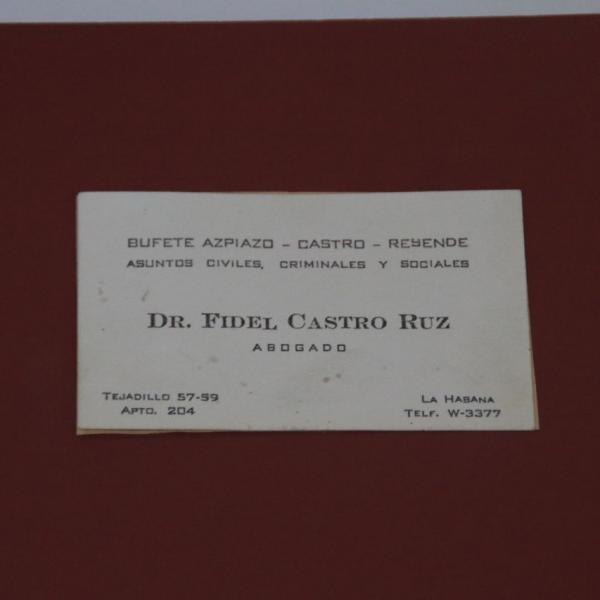 BUFETE AZPIAZO - CASTRO - RESENDE
ASUNTOS CIVILES, CRIMINALES Y SOCIALES
DR. FIDEL CASTRO RUZ
ABOGADO
TEJADILLO 57-59
APTO. 204
LA HABANA
TELF. W-3377